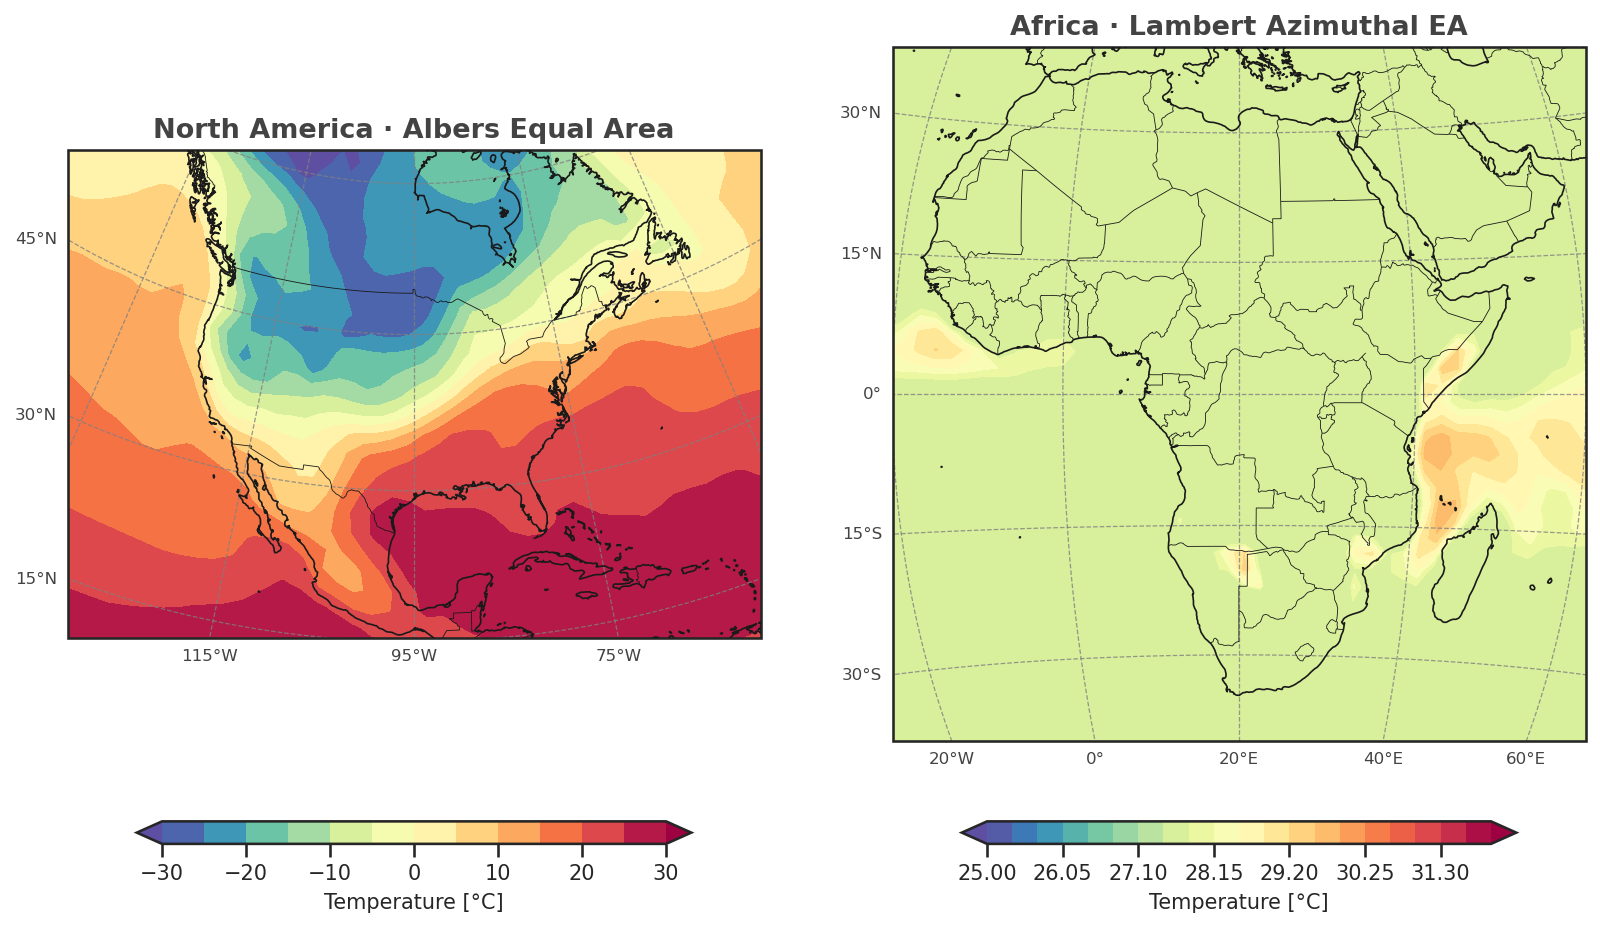 North America · Albers Equal Area
45°N
30°N
15°N
115°W
95°W
75°W
−30
−20
−10
0
10
20
30
Temperature [°C]
Africa · Lambert Azimuthal EA
30°N
15°N
0°
15°S
30°S
20°W
0°
20°E
40°E
60°E
25.00
26.05
27.10
28.15
29.20
30.25
31.30
Temperature [°C]